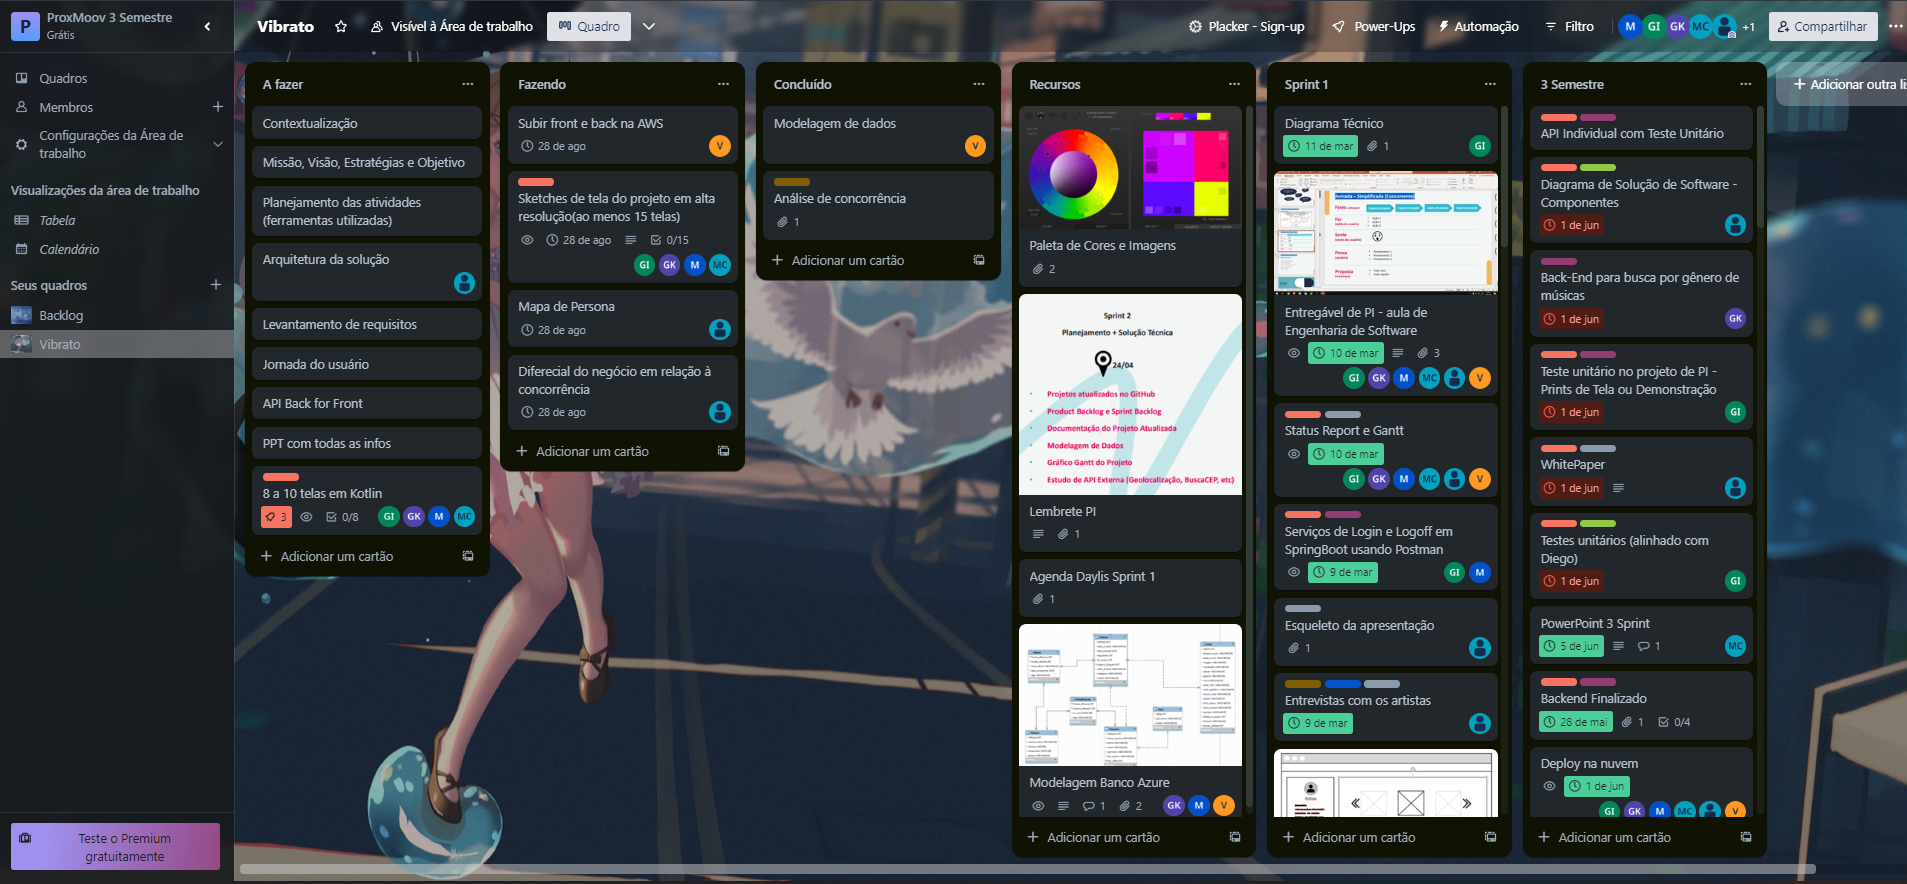 P
ProxMoov 3 Semestre
Grátis
Quadros
Membros
Configurações da Área de
trabalho
Visualizações da área de trabalho
Tabela
Calendário
Seus quadros
Backlog
Vibrato
Teste o Premium
gratuitamente
Vibrato
Visível à Área de trabalho
Quadro
Placker - Sign-up
Power-Ups
Automação
Filtro
M GI GK MC +1
Compartilhar
A fazer
Contextualização
Missão, Visão, Estratégias e Objetivo
Planejamento das atividades
(ferramentas utilizadas)
Arquitetura da solução
Levantamento de requisitos
Jornada do usuário
API Back for Front
PPT com todas as infos
8 a 10 telas em Kotlin
3 0/8 GI GK M MC
Adicionar um cartão
Fazendo
Subir front e back na AWS
28 de ago V
Sketches de tela do projeto em alta
resolução(ao menos 15 telas)
28 de ago 0/15
GI GK M MC
Mapa de Persona
28 de ago
Diferecial do negócio em relação à
concorrência
28 de ago
Adicionar um cartão
Concluído
Modelagem de dados
V
Análise de concorrência
1
Adicionar um cartão
Recursos
Paleta de Cores e Imagens
2
Sprint 2
Planejamento + Solução Técnica
24/04
Projetos atualizados no GitHub
Product Backlog e Sprint Backlog
Documentação do Projeto Atualizada
Modelagem de Dados
Gráfico Gantt do Projeto
Estudo de API Externa (Geolocalização, BuscaCEP, etc)
Lembrete PI
1
Agenda Daylis Sprint 1
1
Modelagem Banco Azure
1 2 GK M V
Adicionar um cartão
Sprint 1
Diagrama Técnico
11 de mar 1 GI
Jornada – Simplificada (Concorrente)
Entregável de PI - aula de
Engenharia de Software
10 de mar 3
GI GK M MC V
Status Report e Gantt
10 de mar
GI GK M MC V
Serviços de Login e Logoff em
SpringBoot usando Postman
9 de mar GI M
Esqueleto da apresentação
1
Entrevistas com os artistas
9 de mar
Adicionar um cartão
3 Semestre
API Individual com Teste Unitário
Diagrama de Solução de Software -
Componentes
1 de jun
Back-End para busca por gênero de
músicas
1 de jun GK
Teste unitário no projeto de PI -
Prints de Tela ou Demonstração
1 de jun GI
WhitePaper
1 de jun
Testes unitários (alinhado com
Diego)
1 de jun GI
PowerPoint 3 Sprint
5 de jun 1 MC
Backend Finalizado
28 de mai 1 0/4
Deploy na nuvem
1 de jun
GI GK M MC V
Adicionar um cartão
Adicionar outra li